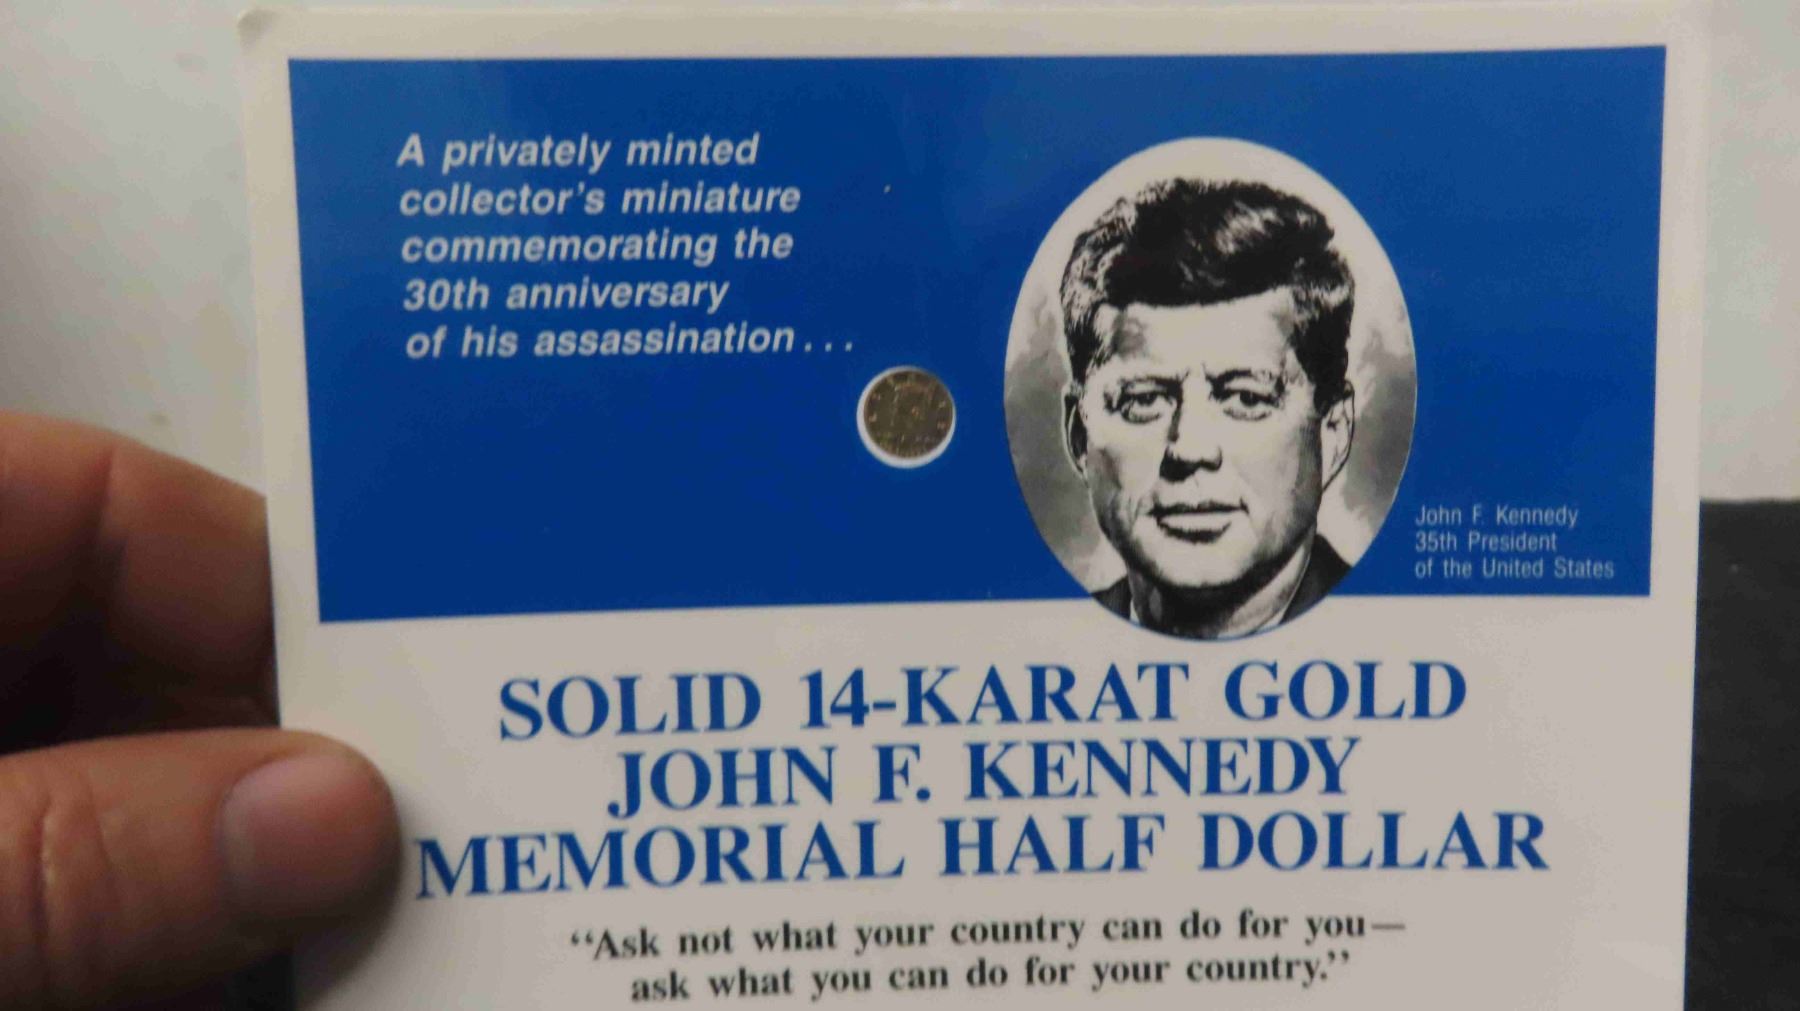 A privately minted
collector's miniature
commemorating the
30th anniversary
of his assassination...
John F. Kennedy
35th President
of the United States
SOLID 14-KARAT GOLD
JOHN F. KENNEDY
MEMORIAL HALF DOLLAR
“Ask not what your country can do for you—
ask what you can do for your country.”